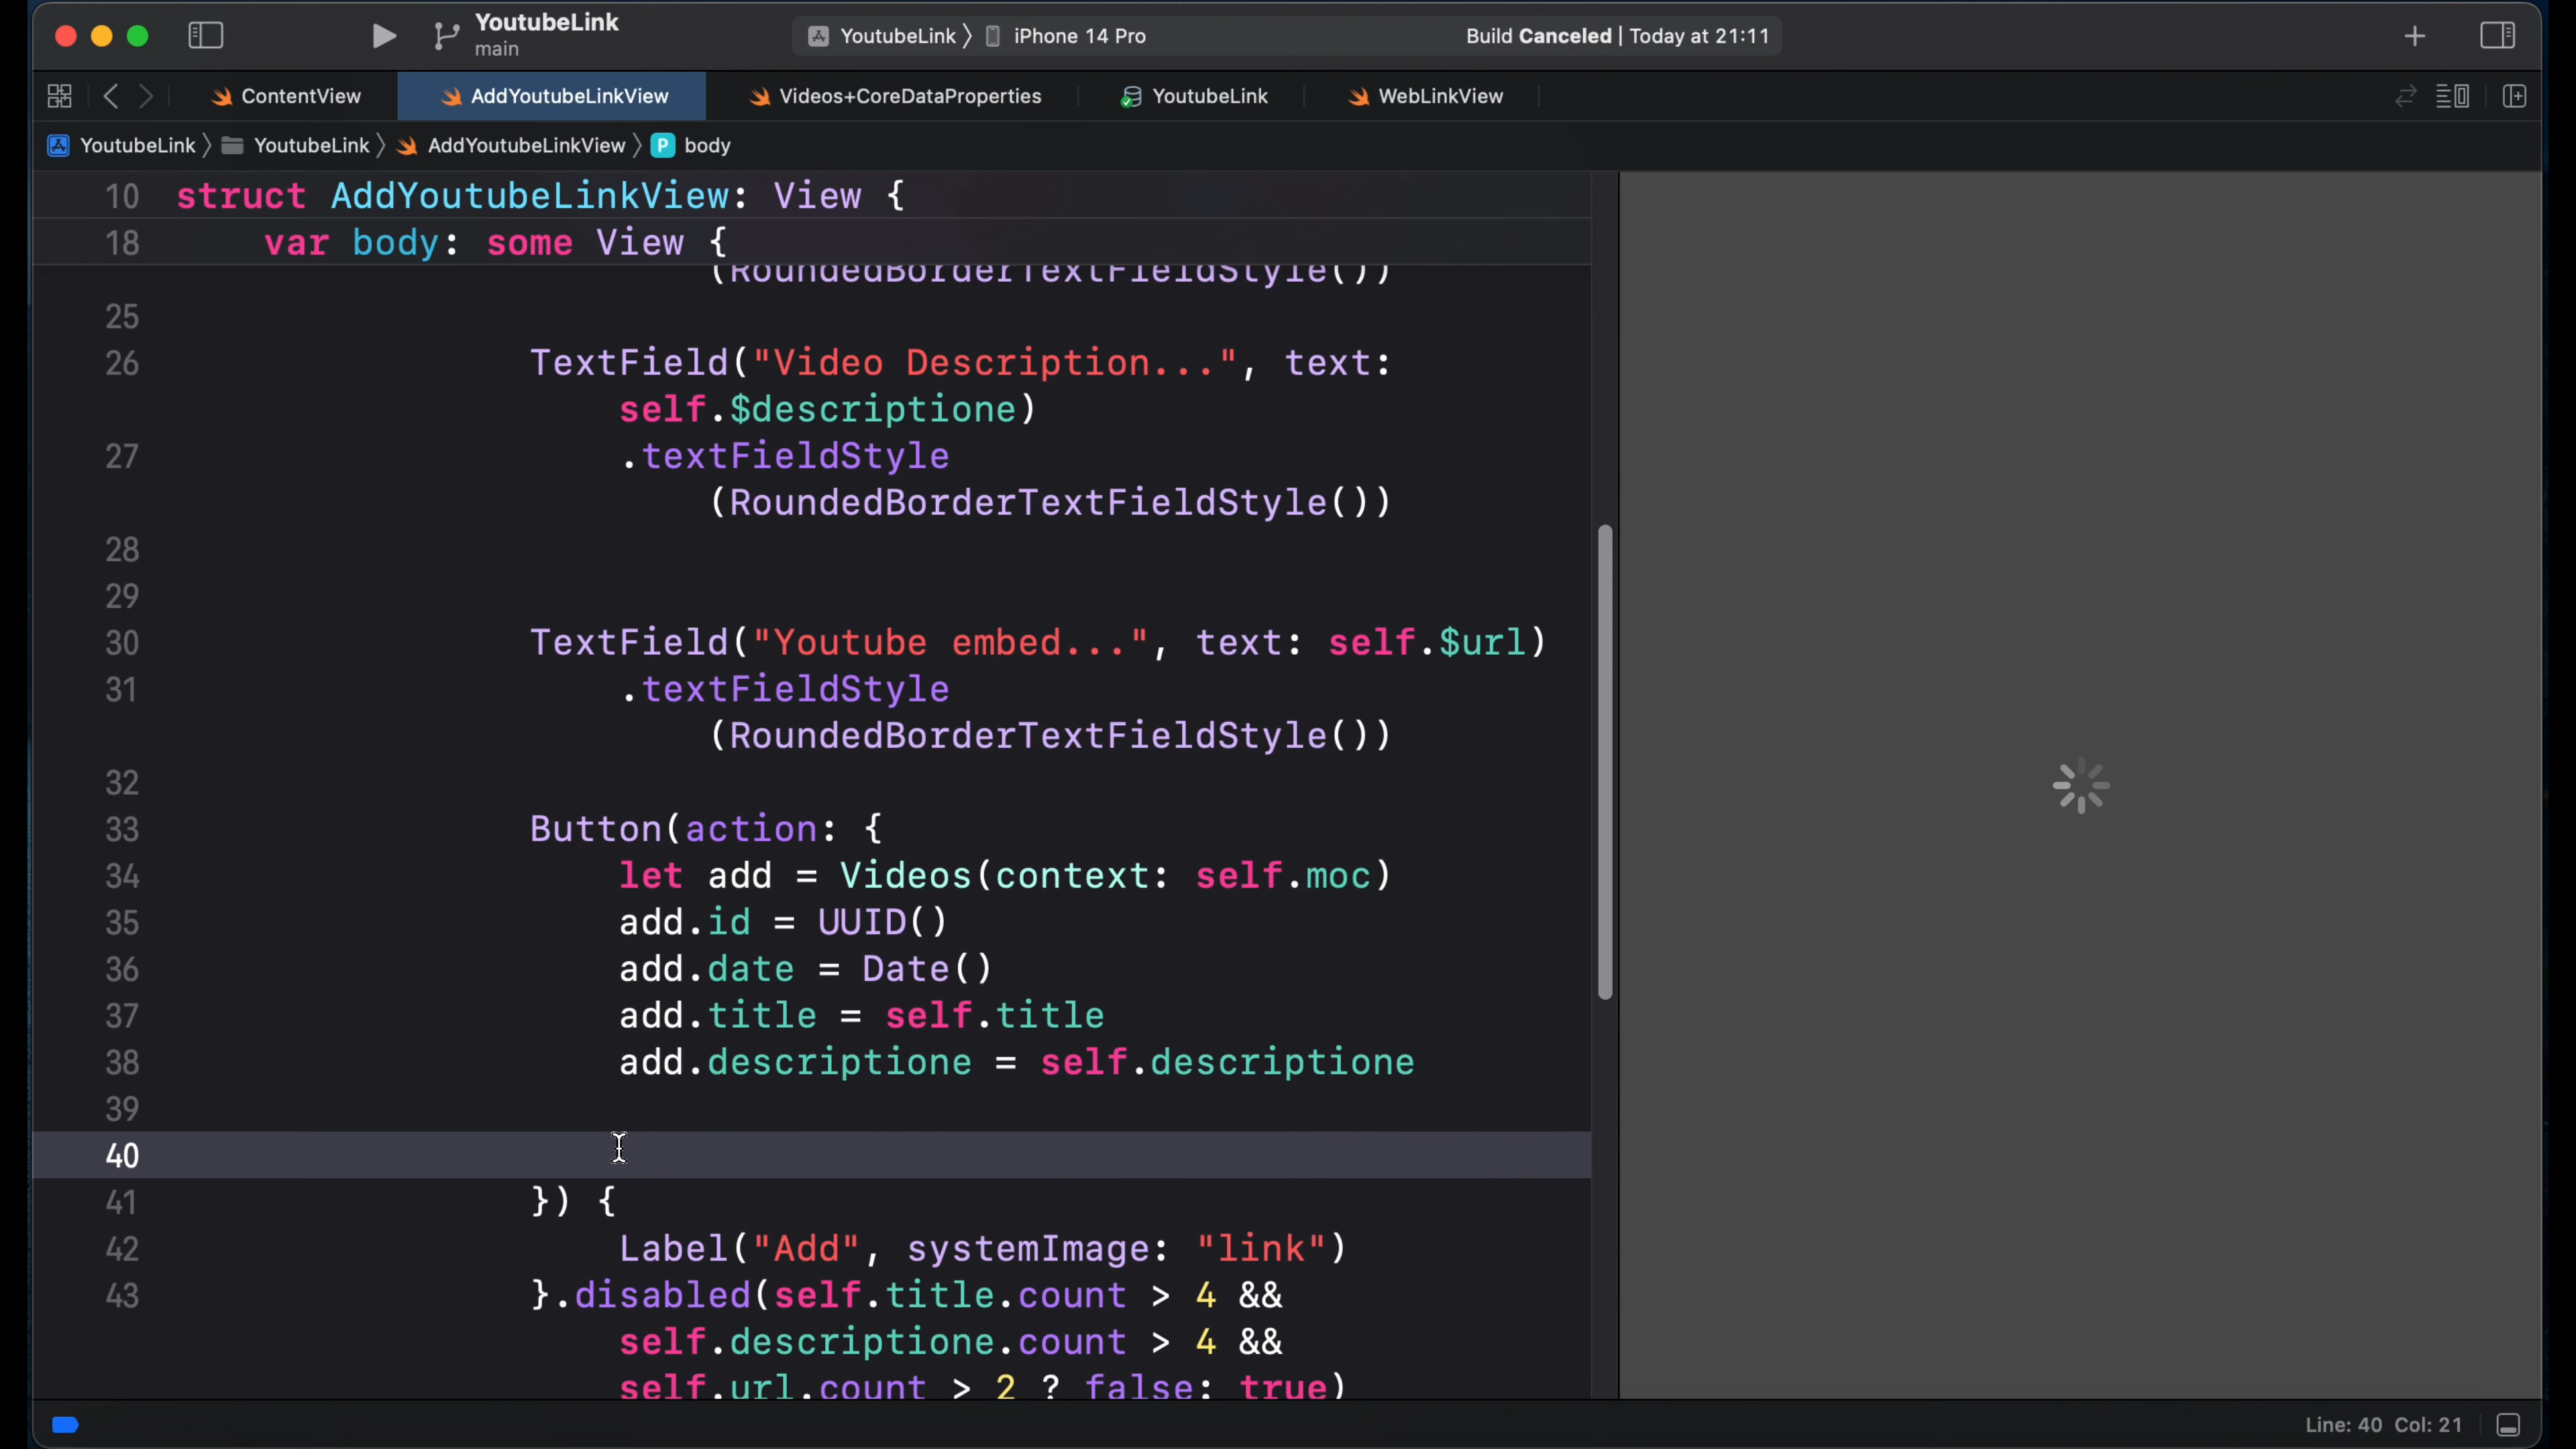 YoutubeLink
main
YoutubeLink 〉 iPhone 14 Pro
Build Canceled | Today at 21:11
ContentView
AddYoutubeLinkView
Videos+CoreDataProperties
YoutubeLink
WebLinkView
YoutubeLink 〉 YoutubeLink 〉 AddYoutubeLinkView 〉 P body
10 struct AddYoutubeLinkView: View {
18 var body: some View {
(RoundedBorderTextFieldStyle())
25
26 TextField("Video Description...", text:
self.$descriptione)
27 .textFieldStyle
(RoundedBorderTextFieldStyle())
28
29
30 TextField("Youtube embed...", text: self.$url)
31 .textFieldStyle
(RoundedBorderTextFieldStyle())
32
33 Button(action: {
34 let add = Videos(context: self.moc)
35 add.id = UUID()
36 add.date = Date()
37 add.title = self.title
38 add.descriptione = self.descriptione
39
40
41 }) {
42 Label("Add", systemImage: "link")
43 }.disabled(self.title.count > 4 &&
self.descriptione.count > 4 &&
self.url.count > 2 ? false: true)
Line: 40 Col: 21